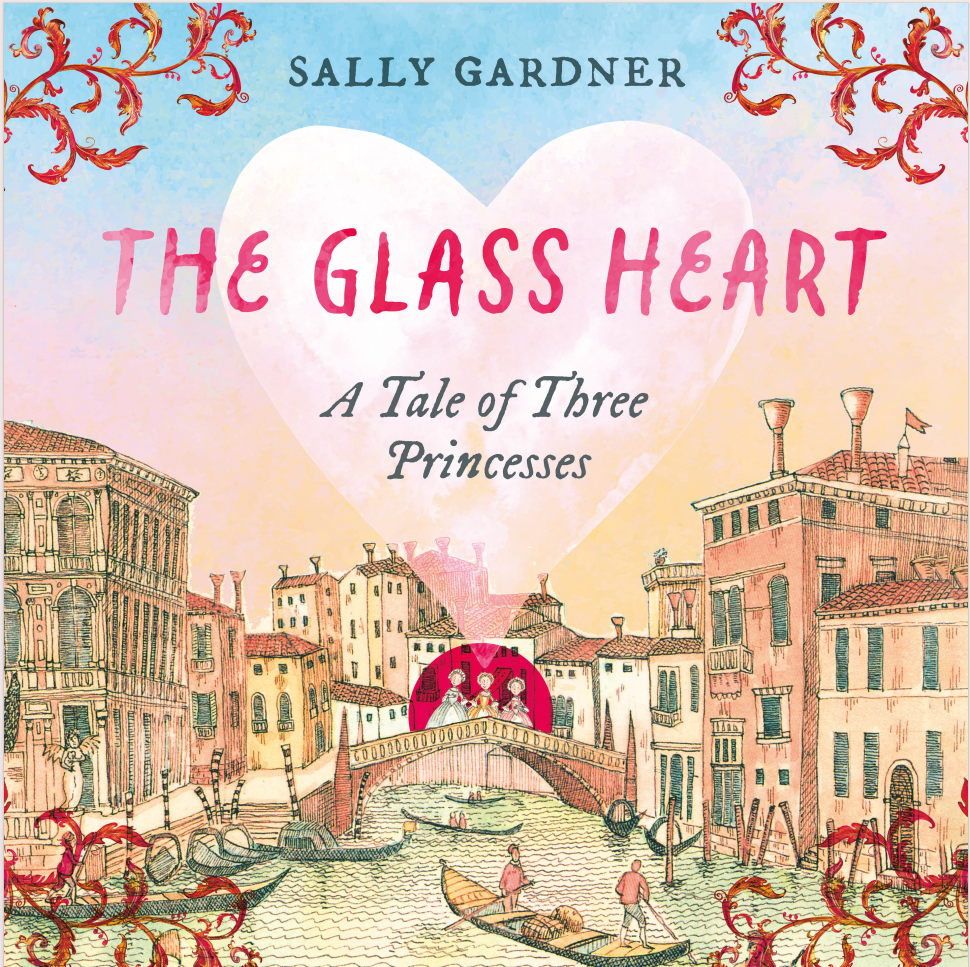 SALLY GARDNER
THE GLASS HEART
A Tale of Three
Princesses